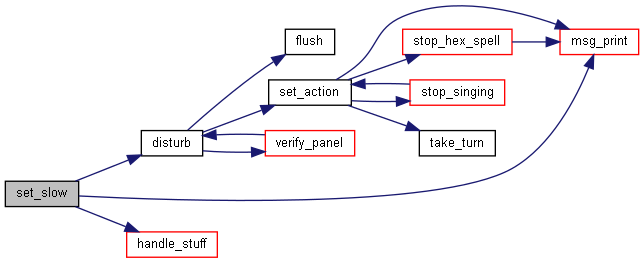 flush
stop_hex_spell
msg_print
set_action
stop_singing
disturb
verify_panel
take_turn
set_slow
handle_stuff